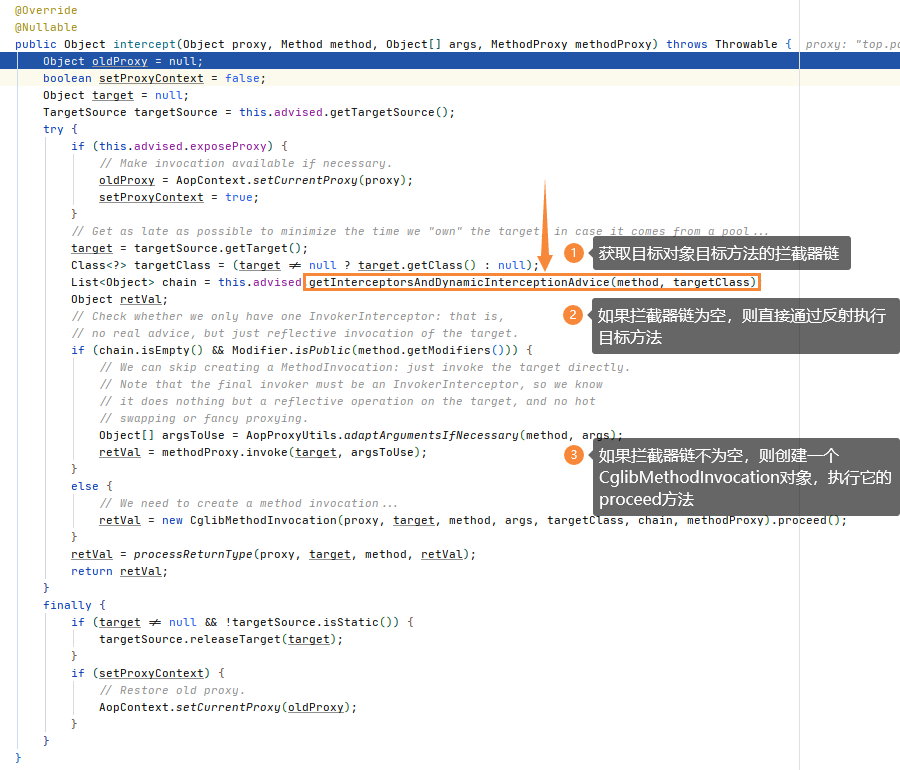 @Override
@Nullable
public Object intercept(Object proxy, Method method, Object[] args, MethodProxy methodProxy) throws Throwable { proxy: "top.po
Object oldProxy = null;
boolean setProxyContext = false;
Object target = null;
TargetSource targetSource = this.advised.getTargetSource();
try {
if (this.advised.exposeProxy) {
// Make invocation available if necessary.
oldProxy = AopContext.setCurrentProxy(proxy);
setProxyContext = true;
}
// Get as late as possible to minimize the time we "own" the target, in case it comes from a pool...
target = targetSource.getTarget();
Class<?> targetClass = (target ≠ null ? target.getClass() : null);
1 获取目标对象目标方法的拦截器链
List<Object> chain = this.advised getInterceptorsAndDynamicInterceptionAdvice(method, targetClass)
Object retVal;
// Check whether we only have one InvokerInterceptor: that is,
2 如果拦截器链为空，则直接通过反射执行
目标方法
// no real advice, but just reflective invocation of the target.
if (chain.isEmpty() && Modifier.isPublic(method.getModifiers())) {
// We can skip creating a MethodInvocation: just invoke the target directly.
// Note that the final invoker must be an InvokerInterceptor, so we know
// it does nothing but a reflective operation on the target, and no hot
// swapping or fancy proxying.
Object[] argsToUse = AopProxyUtils.adaptArgumentsIfNecessary(method, args);
retVal = methodProxy.invoke(target, argsToUse);
3 如果拦截器链不为空，则创建一个
CglibMethodInvocation对象，执行它的
proceed方法
}
else {
// We need to create a method invocation...
retVal = new CglibMethodInvocation(proxy, target, method, args, targetClass, chain, methodProxy).proceed();
}
retVal = processReturnType(proxy, target, method, retVal);
return retVal;
}
finally {
if (target ≠ null && !targetSource.isStatic()) {
targetSource.releaseTarget(target);
}
if (setProxyContext) {
// Restore old proxy.
AopContext.setCurrentProxy(oldProxy);
}
}
}